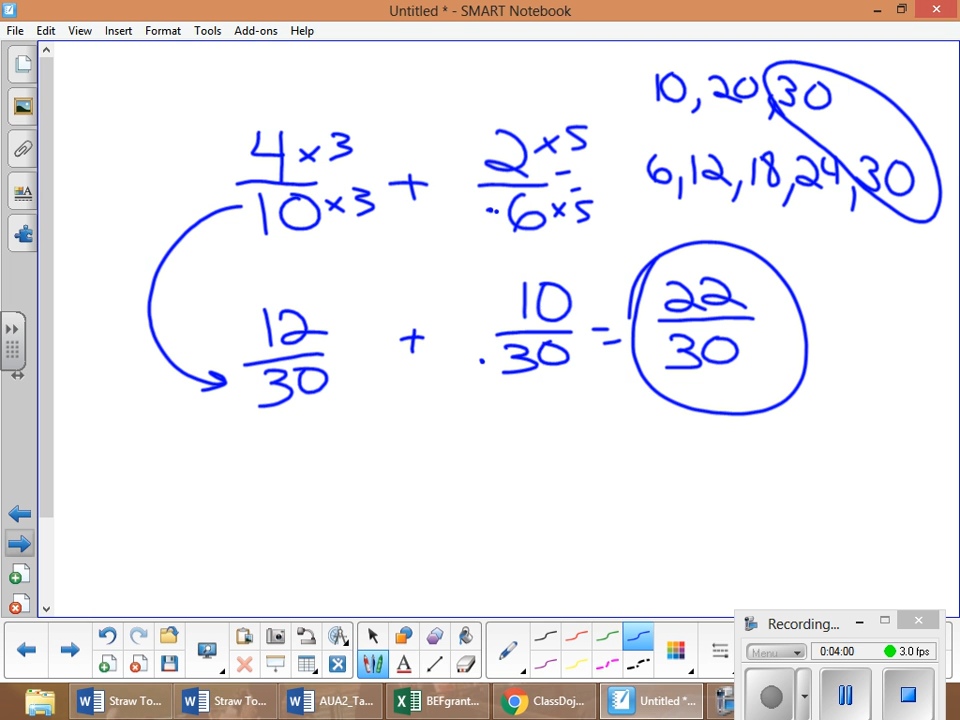 Untitled * - SMART Notebook
File Edit View Insert Format Tools Add-ons Help
10, 20, 30
6, 12, 18, 24, 30
4 × 3 + 2 × 5
10 × 3 6 × 5
12 + 10 = 22
30 30 30
A
Recording...
Menu 0:04:00 3.0 fps
Straw To... Straw To... AUA2_Ta... BEFgrant... ClassDoj... Untitled *...